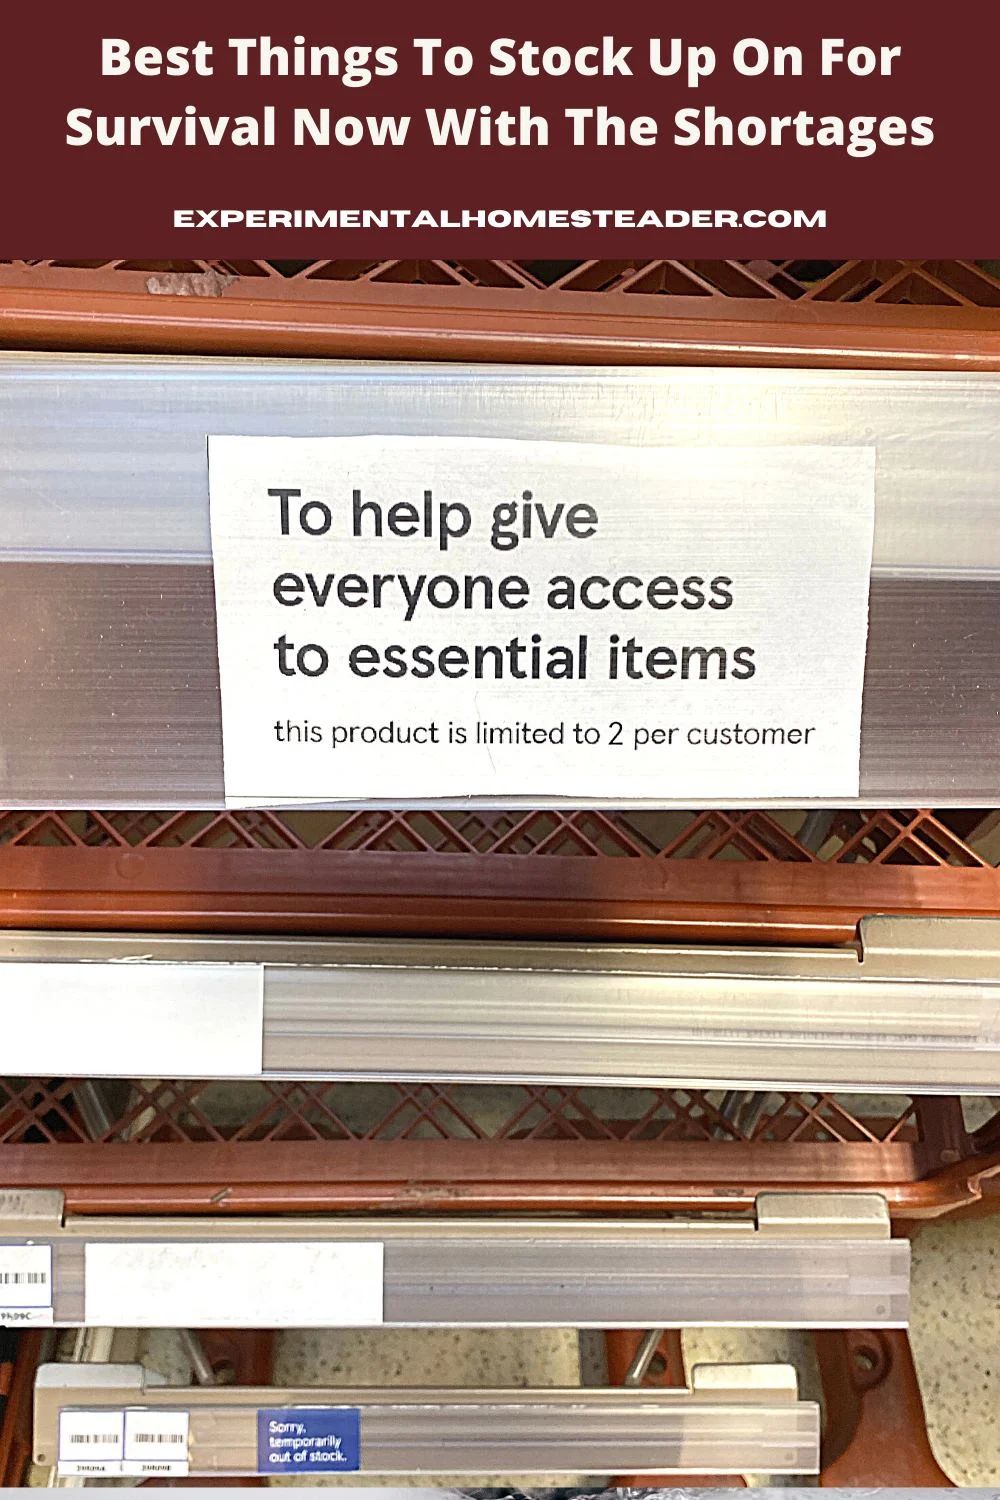 Best Things To Stock Up On For
Survival Now With The Shortages
EXPERIMENTALHOMESTEADER.COM
To help give
everyone access
to essential items
this product is limited to 2 per customer
Sorry,
temporarily
out of stock.